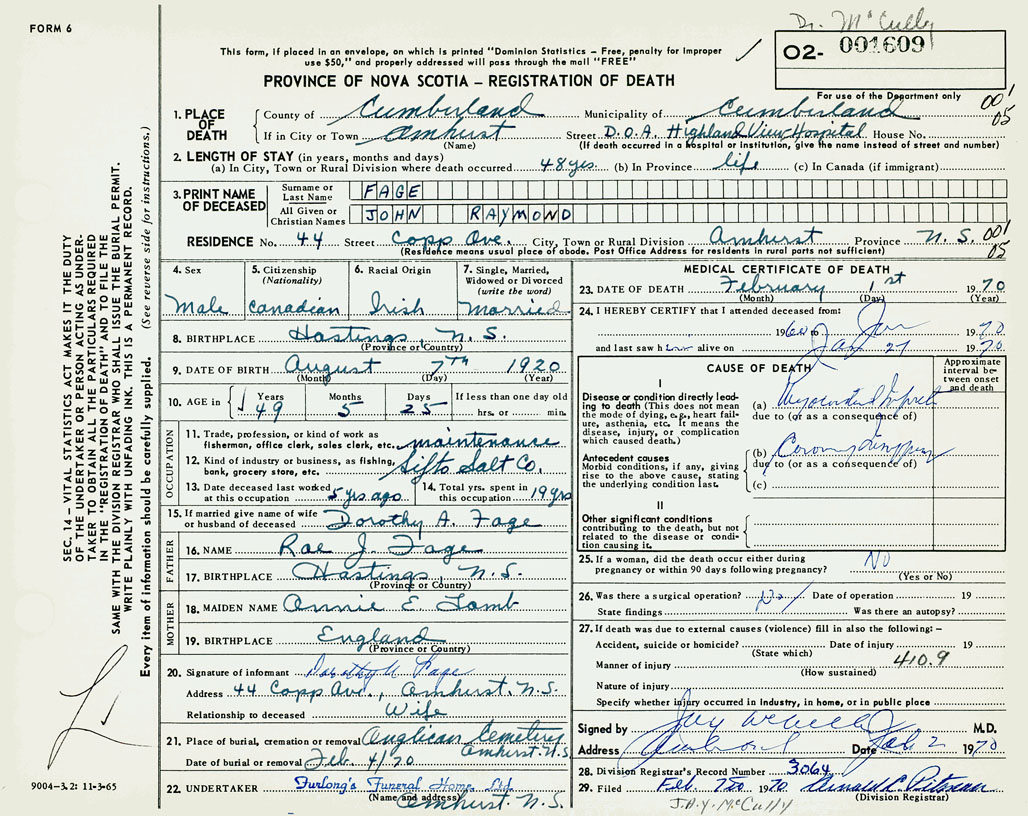 FORM 6
Dr. McCully
This form, if placed in an envelope, on which is printed "Dominion Statistics – Free, penalty for improper
use $50," and properly addressed will pass through the mail "FREE"
02- 001609
PROVINCE OF NOVA SCOTIA – REGISTRATION OF DEATH
For use of the Department only
001
05
1. PLACE OF DEATH
County of Cumberland Municipality of Cumberland
If in City or Town Amhurst Street D.O.A. Highland View Hospital House No.
(Name) (If death occurred in a hospital or institution, give the name instead of street and number)
2. LENGTH OF STAY (in years, months and days)
(a) In City, Town or Rural Division where death occurred 48 yrs. (b) In Province life (c) In Canada (if immigrant)
3. PRINT NAME OF DECEASED
Surname or Last Name FAGE
All Given or Christian Names JOHN RAYMOND
RESIDENCE No. 44 Street Copp Ave. City, Town or Rural Division Amhurst Province N.S. 001
05
(Residence means usual place of abode. Post Office Address for residents in rural parts not sufficient)
4. Sex Male
5. Citizenship (Nationality) Canadian
6. Racial Origin Irish
7. Single, Married, Widowed or Divorced (write the word) Married
8. BIRTHPLACE Hastings, N.S.
(Province or Country)
9. DATE OF BIRTH August 7TH 1920
(Month) (Day) (Year)
10. AGE in Years 49 Months 5 Days 25 If less than one day old hrs. or min.
OCCUPATION
11. Trade, profession, or kind of work as fisherman, office clerk, sales clerk, etc. maintenance
12. Kind of industry or business, as fishing, bank, grocery store, etc. Sifto Salt Co.
13. Date deceased last worked at this occupation 5 yrs ago
14. Total yrs. spent in this occupation 19 yrs
15. If married give name of wife or husband of deceased Dorothy A. Fage
FATHER
16. NAME Rae J. Fage
17. BIRTHPLACE Hastings, N.S.
(Province or Country)
MOTHER
18. MAIDEN NAME Annie E. Lamb
19. BIRTHPLACE England
(Province or Country)
20. Signature of informant Dorothy A Fage
Address 44 Copp Ave., Amhurst. N.S.
Relationship to deceased Wife
21. Place of burial, cremation or removal Anglican Cemetery
Amhurst. N.S.
Date of burial or removal Feb. 4/70
22. UNDERTAKER Furlong's Funeral Home Ltd.
(Name and address) Amhurst. N.S.
MEDICAL CERTIFICATE OF DEATH
23. DATE OF DEATH February 1st 1970
(Month) (Day) (Year)
24. I HEREBY CERTIFY that I attended deceased from:
1960 to Jan 1970
and last saw him alive on Jan 27 1970
CAUSE OF DEATH
Approximate interval between onset and death
I
Disease or condition directly leading to death (This does not mean the mode of dying, e.g., heart failure, asthenia, etc. It means the disease, injury, or complication which caused death.)
(a)
due to (or as a consequence of)
Antecedent causes
Morbid conditions, if any, giving rise to the above cause, stating the underlying condition last.
(b) Coronary
due to (or as a consequence of)
(c)
II
Other significant conditions
contributing to the death, but not related to the disease or condition causing it.
25. If a woman, did the death occur either during pregnancy or within 90 days following pregnancy? No
(Yes or No)
26. Was there a surgical operation? No Date of operation 19
State findings Was there an autopsy?
27. If death was due to external causes (violence) fill in also the following: –
Accident, suicide or homicide? Date of injury 19
(State which)
Manner of injury 410.9
(How sustained)
Nature of injury
Specify whether injury occurred in Industry, in home, or in public place
Signed by M.D.
Address Date Feb 2 1970
28. Division Registrar's Record Number 3064
29. Filed Feb. 1970
(Division Registrar)
J.A.Y. McCully
SEC. 14 – VITAL STATISTICS ACT MAKES IT THE DUTY
OF THE UNDERTAKER OR PERSON ACTING AS UNDER-
TAKER TO OBTAIN ALL THE PARTICULARS REQUIRED
IN THE "REGISTRATION OF DEATH" AND TO FILE THE
SAME WITH THE DIVISION REGISTRAR WHO SHALL ISSUE THE BURIAL PERMIT.
WRITE PLAINLY WITH UNFADING INK. THIS IS A PERMANENT RECORD.
Every item of information should be carefully supplied. (See reverse side for instructions.)
9004–3.2: 11-3-65